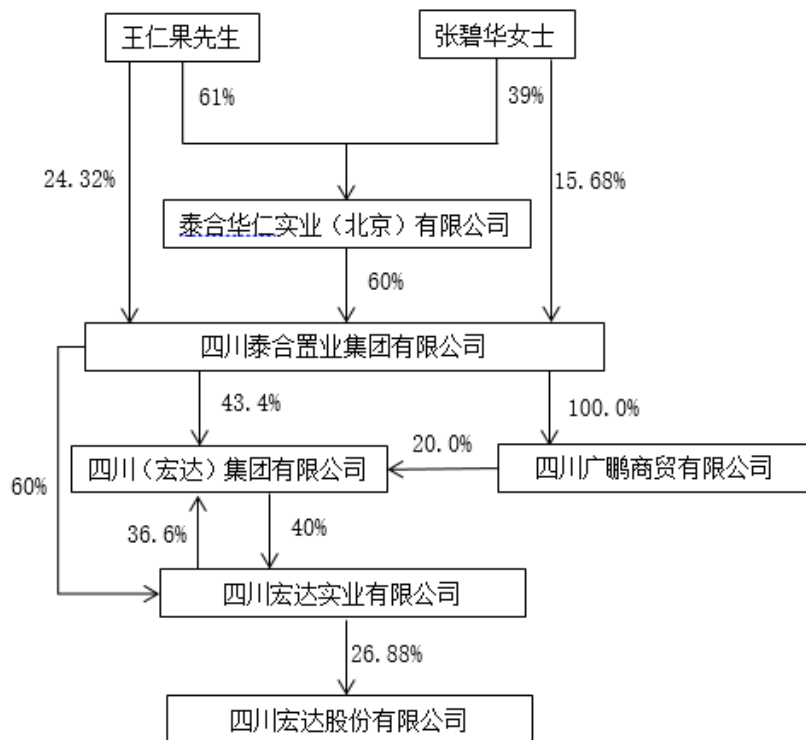 王仁果先生
张碧华女士
61%
39%
24.32%
15.68%
泰合华仁实业（北京）有限公司
60%
四川泰合置业集团有限公司
43.4%
100.0%
四川（宏达）集团有限公司
20.0%
四川广鹏商贸有限公司
60%
36.6%
40%
四川宏达实业有限公司
26.88%
四川宏达股份有限公司